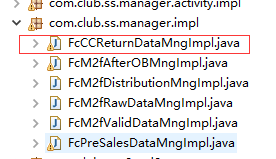 com.club.ss.manager.activity.impl
com.club.ss.manager.impl
FcCCReturnDataMngImpl.java
FcM2fAfterOBMngImpl.java
FcM2fDistributionMngImpl.java
FcM2fRawDataMngImpl.java
FcM2fValidDataMngImpl.java
FcPreSalesDataMngImpl.java